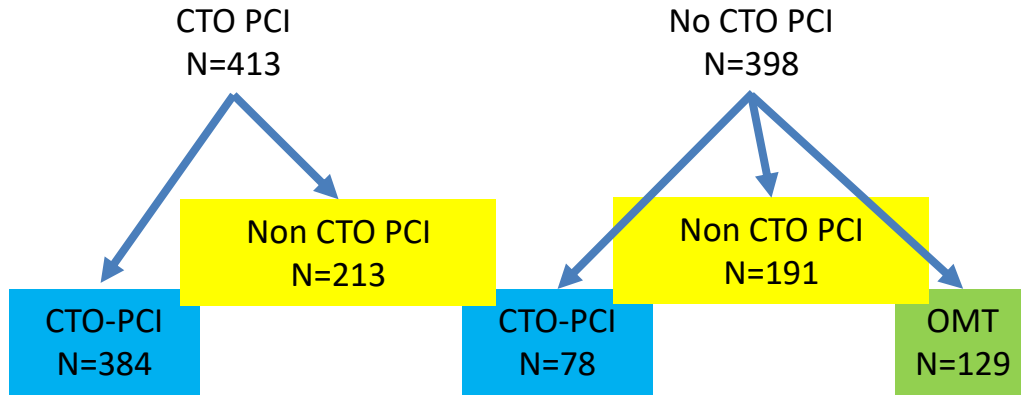 CTO PCI
N=413
No CTO PCI
N=398
Non CTO PCI
N=213
Non CTO PCI
N=191
CTO-PCI
N=384
CTO-PCI
N=78
OMT
N=129